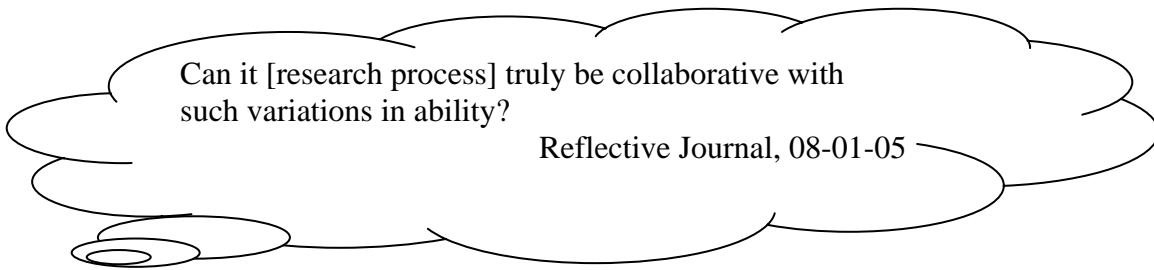 Can it [research process] truly be collaborative with
such variations in ability?
Reflective Journal, 08-01-05